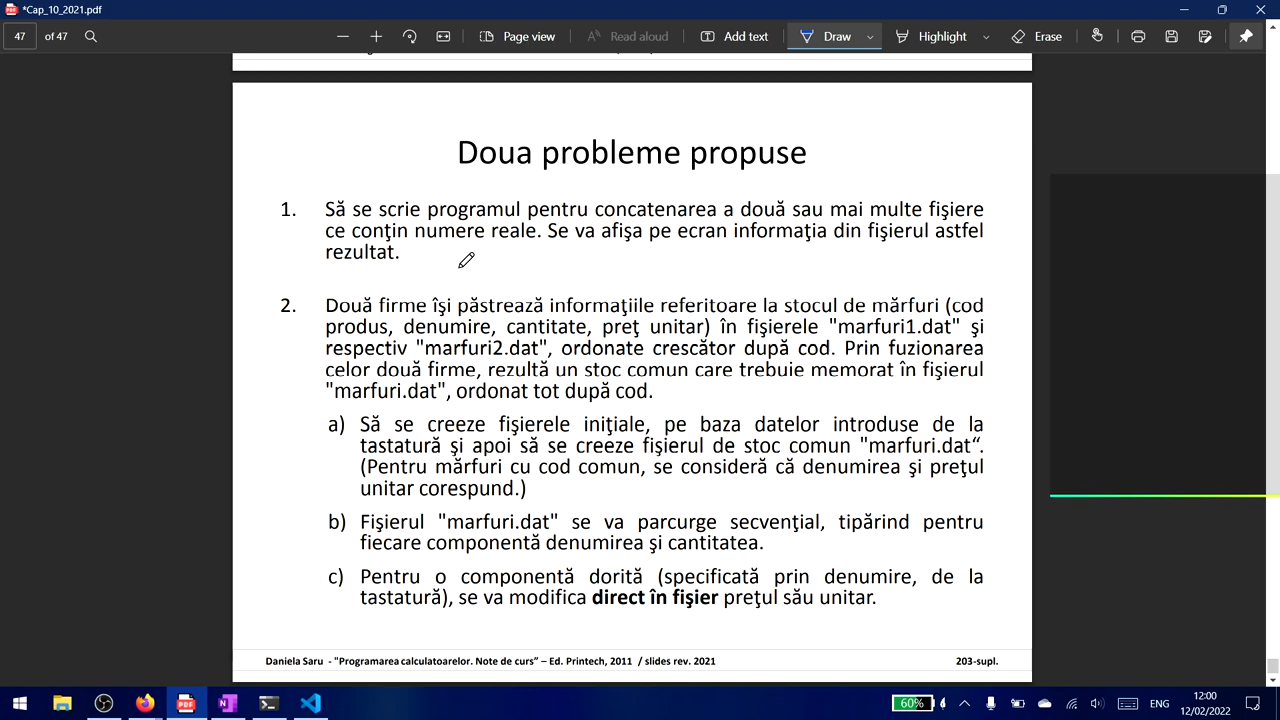 *Cap_10_2021.pdf
47 of 47 Page view Read aloud Add text Draw Highlight Erase
Doua probleme propuse
1. Să se scrie programul pentru concatenarea a două sau mai multe fişiere
ce conţin numere reale. Se va afişa pe ecran informaţia din fişierul astfel
rezultat.
2. Două firme îşi păstrează informaţiile referitoare la stocul de mărfuri (cod
produs, denumire, cantitate, preţ unitar) în fişierele "marfuri1.dat" şi
respectiv "marfuri2.dat", ordonate crescător după cod. Prin fuzionarea
celor două firme, rezultă un stoc comun care trebuie memorat în fişierul
"marfuri.dat", ordonat tot după cod.
a) Să se creeze fişierele iniţiale, pe baza datelor introduse de la
tastatură şi apoi să se creeze fişierul de stoc comun "marfuri.dat“.
(Pentru mărfuri cu cod comun, se consideră că denumirea şi preţul
unitar corespund.)
b) Fişierul "marfuri.dat" se va parcurge secvenţial, tipărind pentru
fiecare componentă denumirea şi cantitatea.
c) Pentru o componentă dorită (specificată prin denumire, de la
tastatură), se va modifica direct în fişier preţul său unitar.
Daniela Saru - "Programarea calculatoarelor. Note de curs” – Ed. Printech, 2011 / slides rev. 2021 203-supl.
60% ENG 12:00
12/02/2022